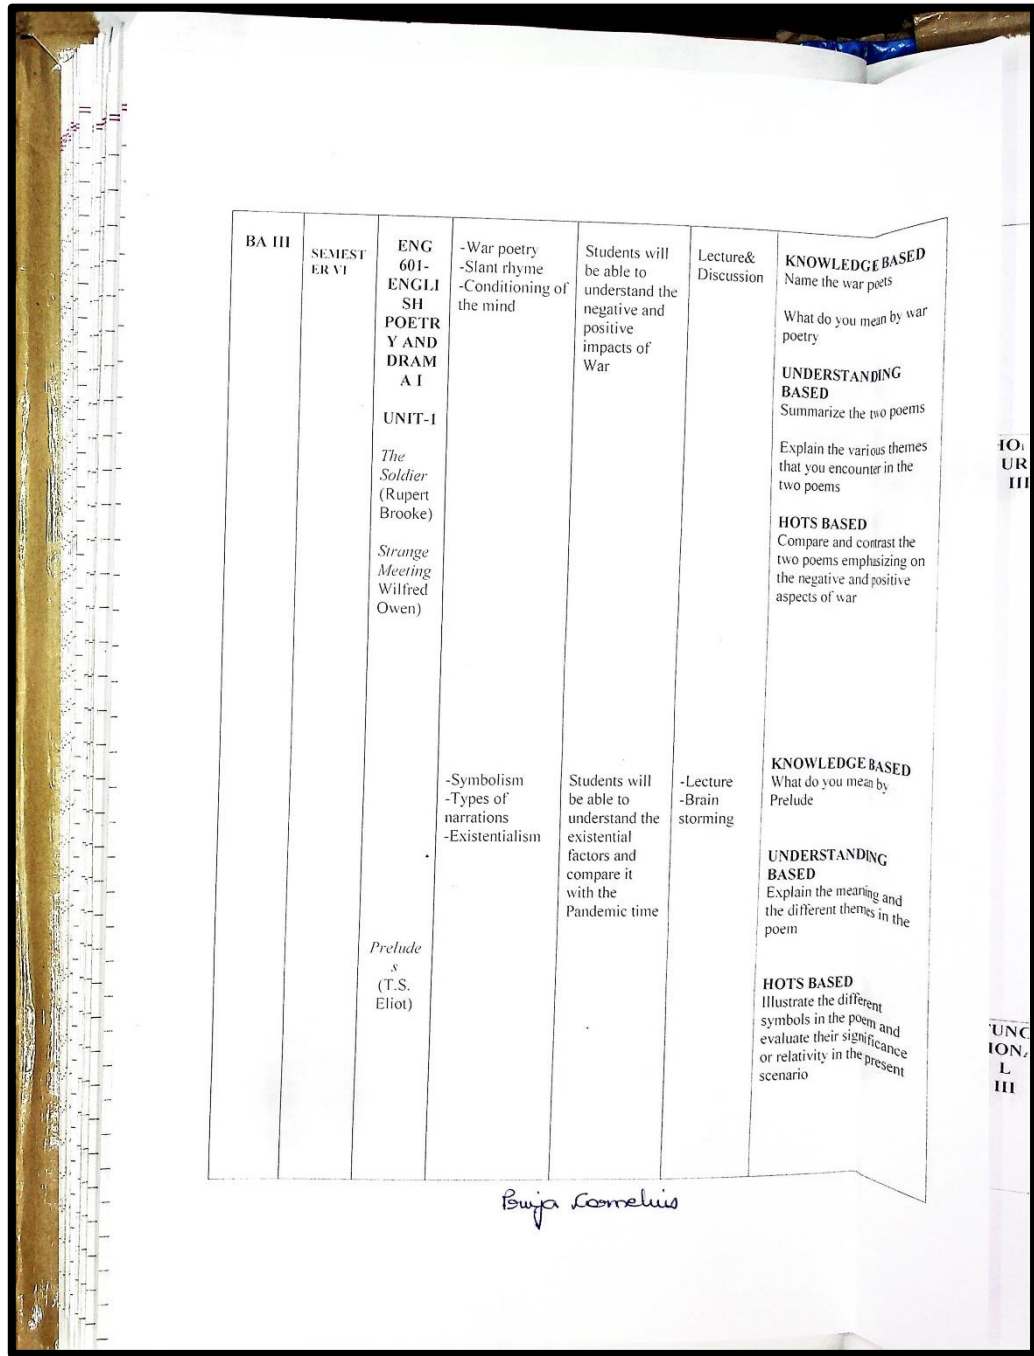 BA III
SEMEST
ER VI
ENG
601-
ENGLI
SH
POETR
Y AND
DRAM
A I
UNIT-1
The
Soldier
(Rupert
Brooke)
Strange
Meeting
Wilfred
Owen)
-War poetry
-Slant rhyme
-Conditioning of
the mind
Students will
be able to
understand the
negative and
positive
impacts of
War
Lecture&
Discussion
KNOWLEDGE BASED
Name the war poets
What do you mean by war
poetry
UNDERSTANDING
BASED
Summarize the two poems
Explain the various themes
that you encounter in the
two poems
HOTS BASED
Compare and contrast the
two poems emphasizing on
the negative and positive
aspects of war
Prelude
s
(T.S.
Eliot)
-Symbolism
-Types of
narrations
-Existentialism
Students will
be able to
understand the
existential
factors and
compare it
with the
Pandemic time
-Lecture
-Brain
storming
KNOWLEDGE BASED
What do you mean by
Prelude
UNDERSTANDING
BASED
Explain the meaning and
the different themes in the
poem
HOTS BASED
Illustrate the different
symbols in the poem and
evaluate their significance
or relativity in the present
scenario
Cornelius
UR
III
UNC
ION
L
III